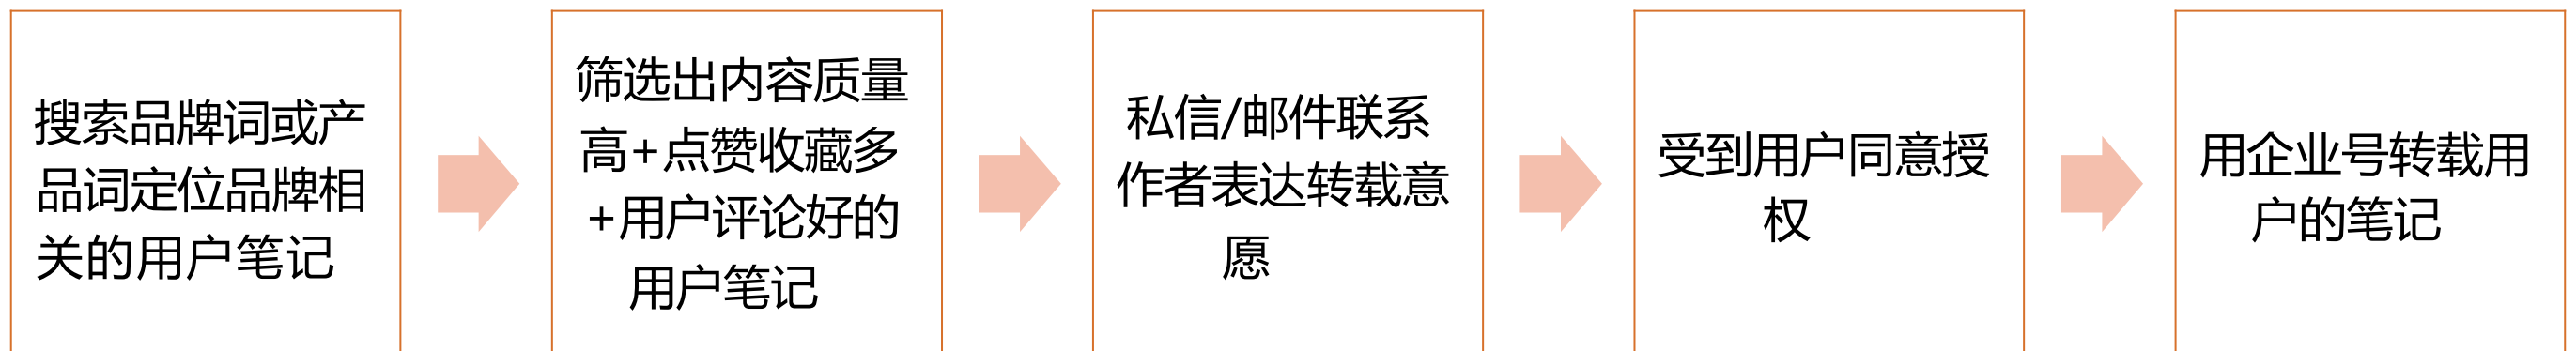 搜索品牌词或产
品词定位品牌相
关的用户笔记
筛选出内容质量
高+点赞收藏多
+用户评论好的
用户笔记
私信/邮件联系
作者表达转载意
愿
受到用户同意授
权
用企业号转载用
户的笔记